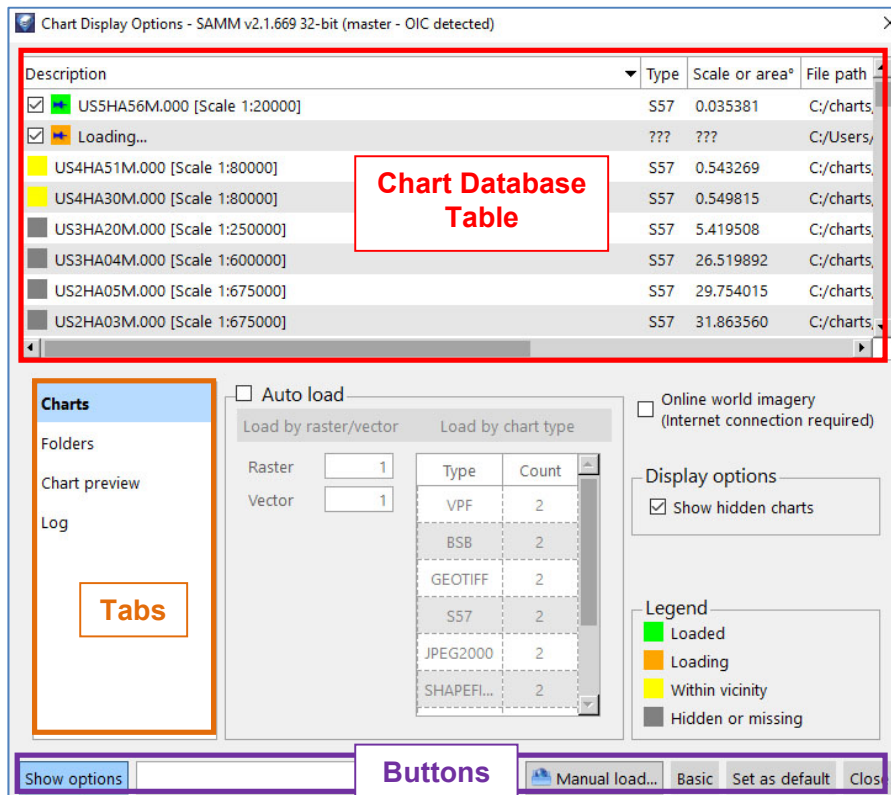 Chart Display Options - SAMM v2.1.669 32-bit (master - OIC detected)
Description Type Scale or area° File path
US5HA56M.000 [Scale 1:20000] S57 0.035381 C:/charts,
Loading... ??? ??? C:/Users/
US4HA51M.000 [Scale 1:80000] S57 0.543269 C:/charts,
US4HA30M.000 [Scale 1:80000] S57 0.549815 C:/charts,
US3HA20M.000 [Scale 1:250000] S57 5.419508 C:/charts,
US3HA04M.000 [Scale 1:600000] S57 26.519892 C:/charts,
US2HA05M.000 [Scale 1:675000] S57 29.754015 C:/charts,
US2HA03M.000 [Scale 1:675000] S57 31.863560 C:/charts,
Chart Database
Table
Charts
Folders
Chart preview
Log
Tabs
Auto load
Load by raster/vector Load by chart type
Raster 1
Vector 1
Type Count
VPF 2
BSB 2
GEOTIFF 2
S57 2
JPEG2000 2
SHAPEFI... 2
Online world imagery
(Internet connection required)
Display options
Show hidden charts
Legend
Loaded
Loading
Within vicinity
Hidden or missing
Show options Buttons Manual load... Basic Set as default Close